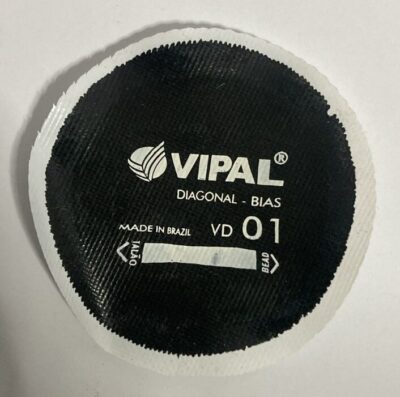 VIPAL®
DIAGONAL - BIAS
MADE IN BRAZIL VD 01
TALÃO BEAD